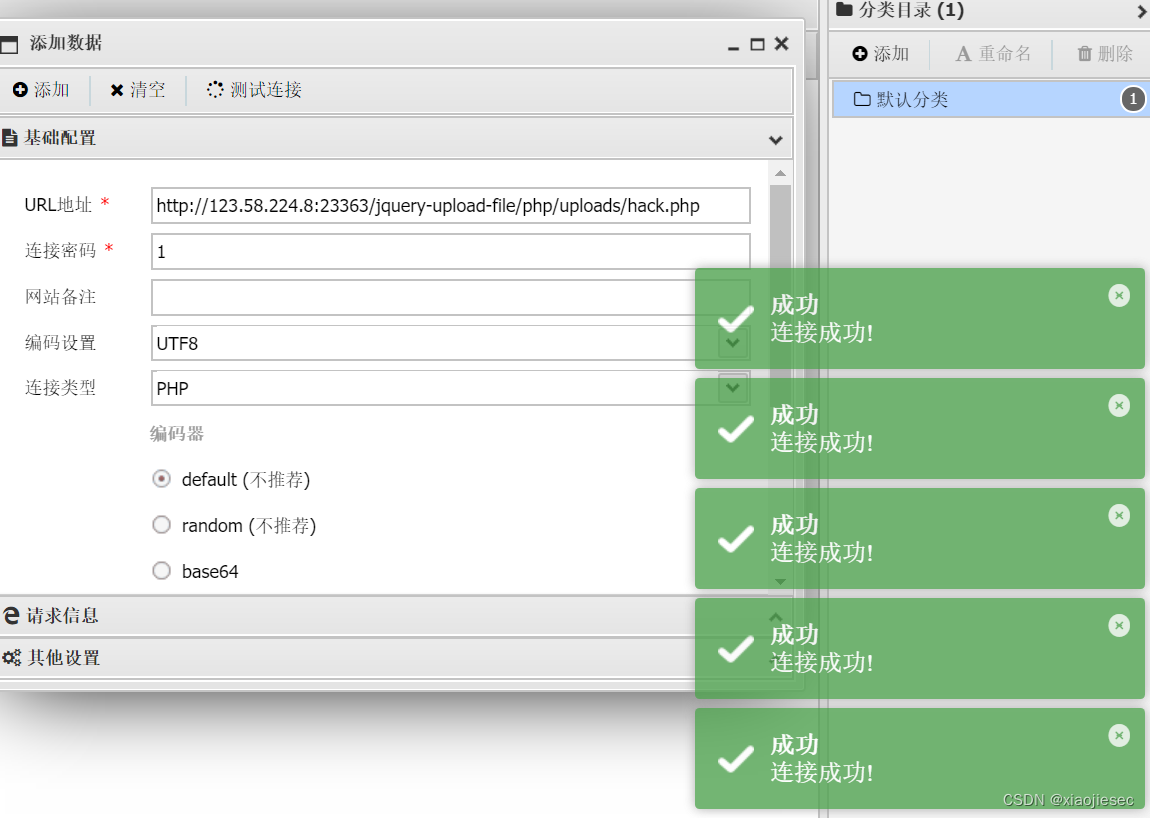 添加数据
添加 清空 测试连接
基础配置
URL地址 * http://123.58.224.8:23363/jquery-upload-file/php/uploads/hack.php
连接密码 * 1
网站备注
编码设置 UTF8
连接类型 PHP
编码器
default (不推荐)
random (不推荐)
base64
请求信息
其他设置
分类目录 (1)
添加 重命名 删除
默认分类 1
成功
连接成功!
成功
连接成功!
成功
连接成功!
成功
连接成功!
成功
连接成功!
CSDN @xiaojiesec